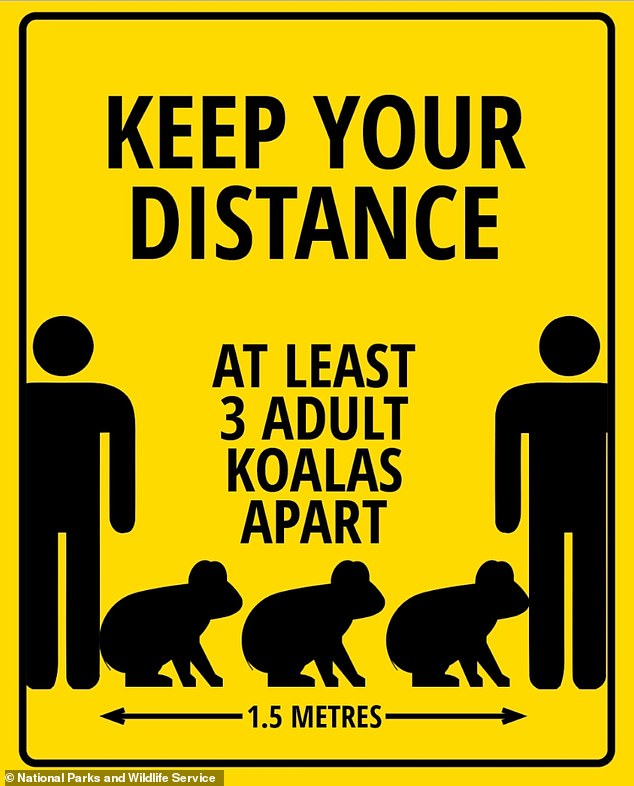 KEEP YOUR
DISTANCE
AT LEAST
3 ADULT
KOALAS
APART
1.5 METRES
© National Parks and Wildlife Service